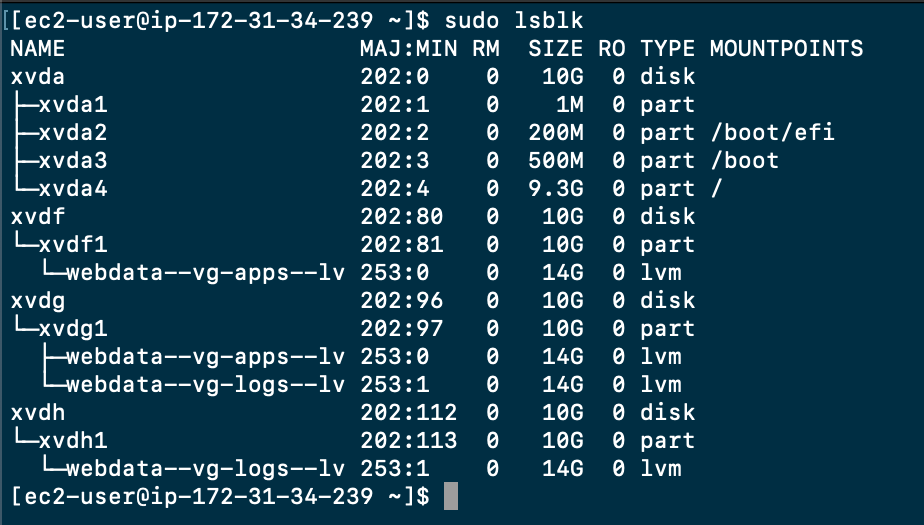 [[ec2-user@ip-172-31-34-239 ~]$ sudo lsblk
NAME                     MAJ:MIN RM  SIZE RO TYPE MOUNTPOINTS
xvda                     202:0    0   10G  0 disk
├─xvda1                  202:1    0    1M  0 part
├─xvda2                  202:2    0  200M  0 part /boot/efi
├─xvda3                  202:3    0  500M  0 part /boot
└─xvda4                  202:4    0  9.3G  0 part /
xvdf                     202:80   0   10G  0 disk
└─xvdf1                  202:81   0   10G  0 part
  └─webdata--vg-apps--lv 253:0    0   14G  0 lvm
xvdg                     202:96   0   10G  0 disk
└─xvdg1                  202:97   0   10G  0 part
  ├─webdata--vg-apps--lv 253:0    0   14G  0 lvm
  └─webdata--vg-logs--lv 253:1    0   14G  0 lvm
xvdh                     202:112  0   10G  0 disk
└─xvdh1                  202:113  0   10G  0 part
  └─webdata--vg-logs--lv 253:1    0   14G  0 lvm
[ec2-user@ip-172-31-34-239 ~]$